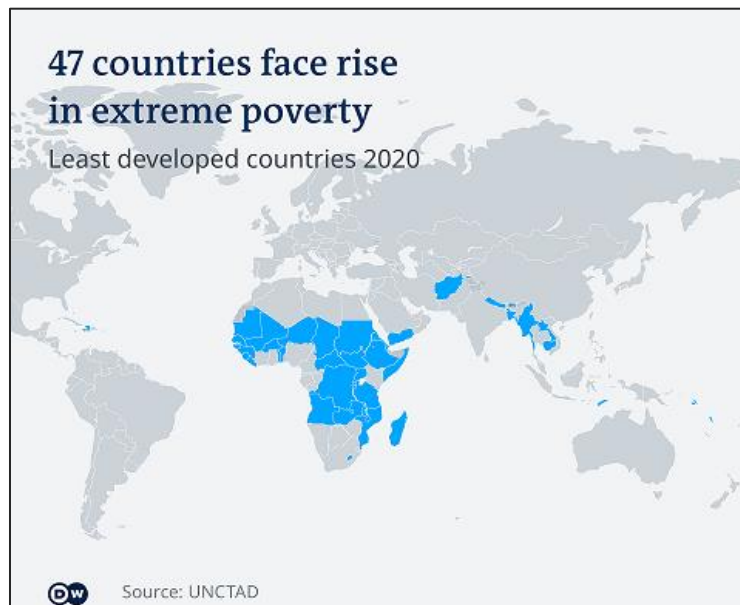 47 countries face rise
in extreme poverty
Least developed countries 2020
DW
Source: UNCTAD